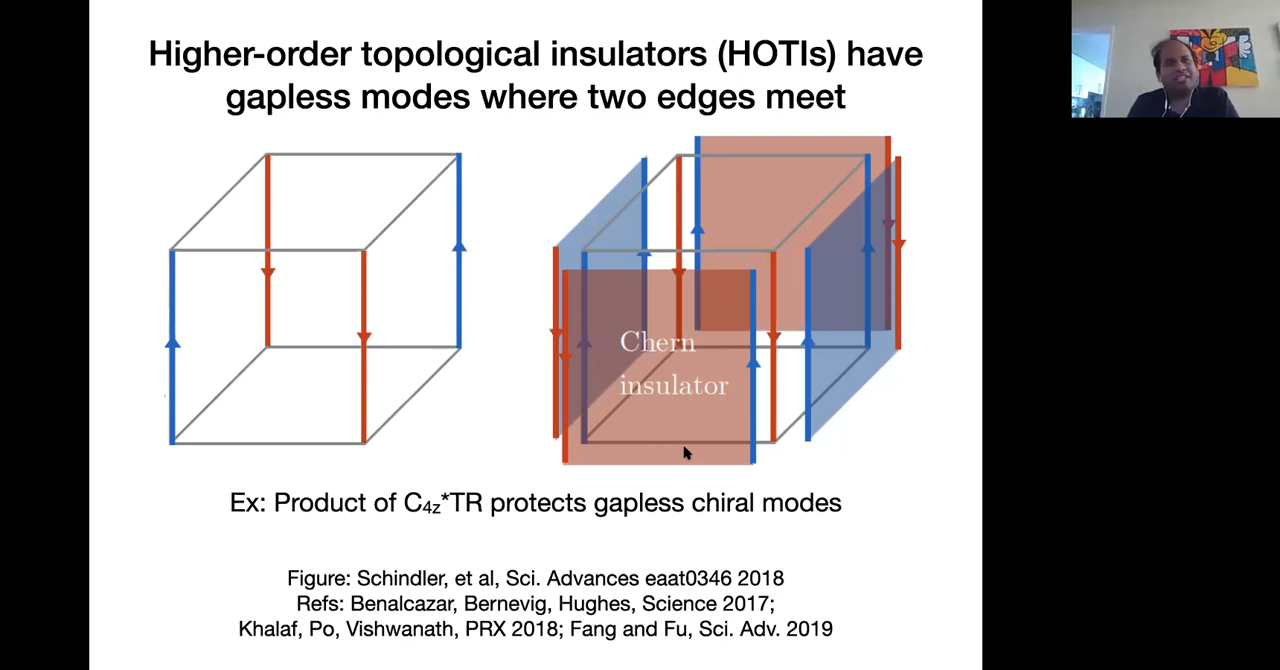 Higher-order topological insulators (HOTIs) have
gapless modes where two edges meet
Chern
insulator
Ex: Product of C4z*TR protects gapless chiral modes
Figure: Schindler, et al, Sci. Advances eaat0346 2018
Refs: Benalcazar, Bernevig, Hughes, Science 2017;
Khalaf, Po, Vishwanath, PRX 2018; Fang and Fu, Sci. Adv. 2019